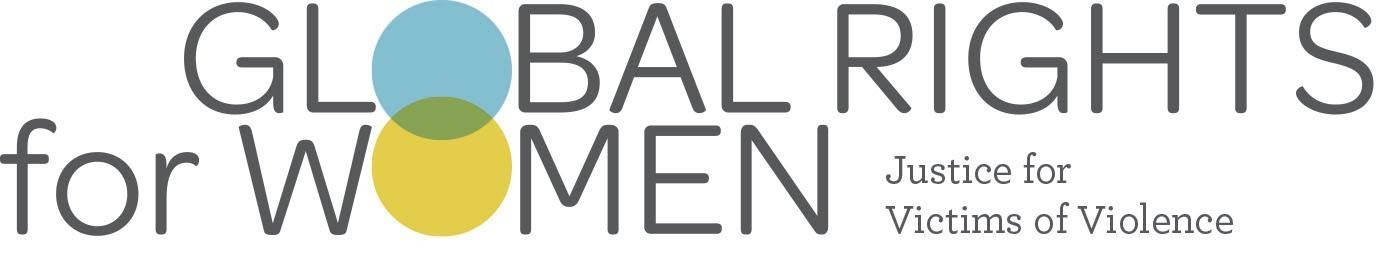 GLOBAL RIGHTS
for WOMEN
Justice for
Victims of Violence